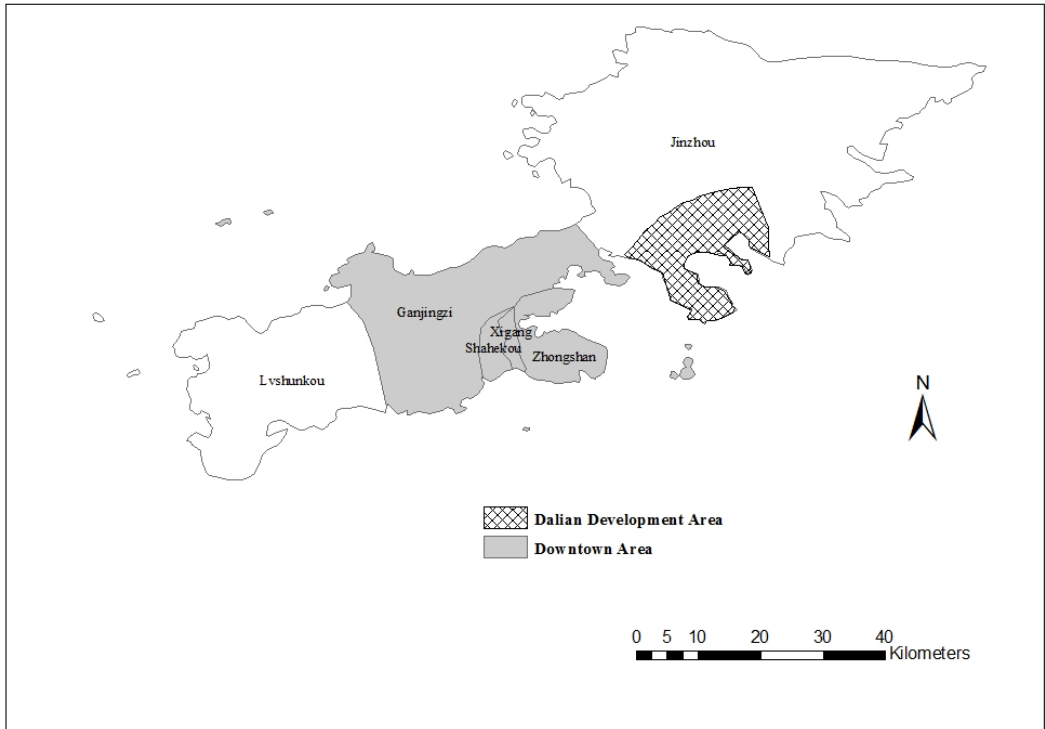 Jinzhou
Ganjingzi
Xigang
Shahekou
Zhongshan
Lvshunkou
N
Dalian Development Area
Downtown Area
0 5 10 20 30 40
Kilometers